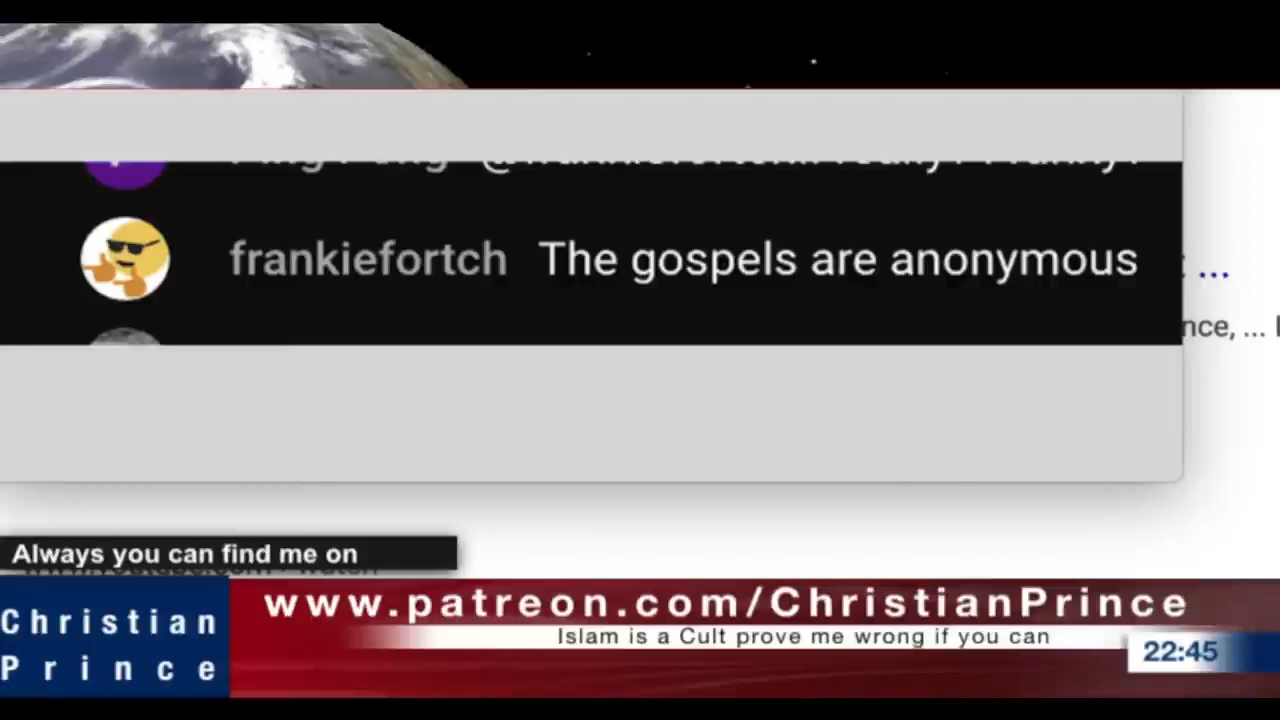 frankiefortch The gospels are anonymous
...
nce, ...
Always you can find me on
www.patreon.com/ChristianPrince
Islam is a Cult prove me wrong if you can
Christian
Prince
22:45